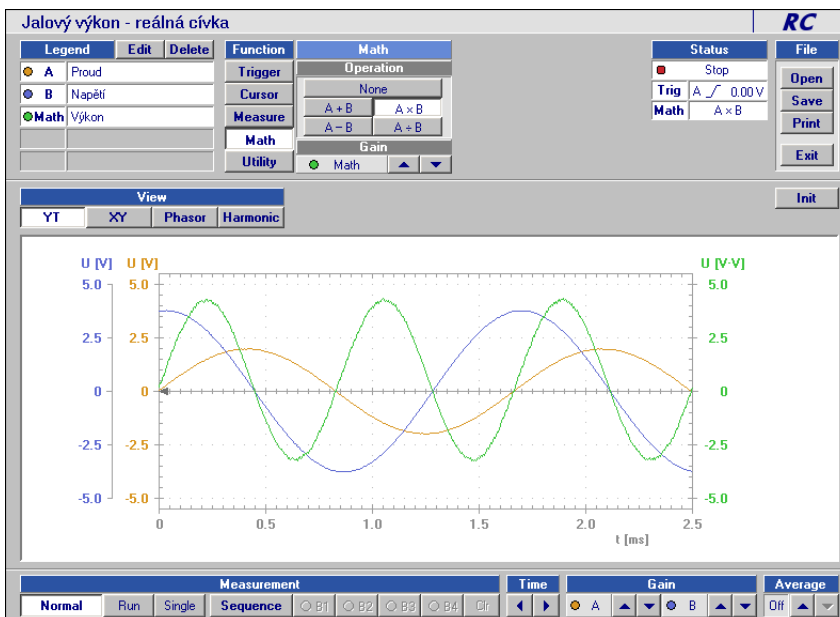 Jalový výkon - reálná cívka RC
Legend Edit Delete Function Math Status File
A Proud Trigger Operation Stop Open
B Napětí Cursor None Trig A 0.00 V Save
Math Výkon Measure A + B A × B Math A × B Print
Math A − B A ÷ B
Utility Gain Exit
Math
View Init
YT XY Phasor Harmonic
U [V] U [V] U [V·V]
5.0 5.0 5.0
2.5 2.5 2.5
0 0 0
-2.5 -2.5 -2.5
-5.0 -5.0 -5.0
0 0.5 1.0 1.5 2.0 2.5
t [ms]
Measurement Time Gain Average
Normal Run Single Sequence B1 B2 B3 B4 Clr A B Off